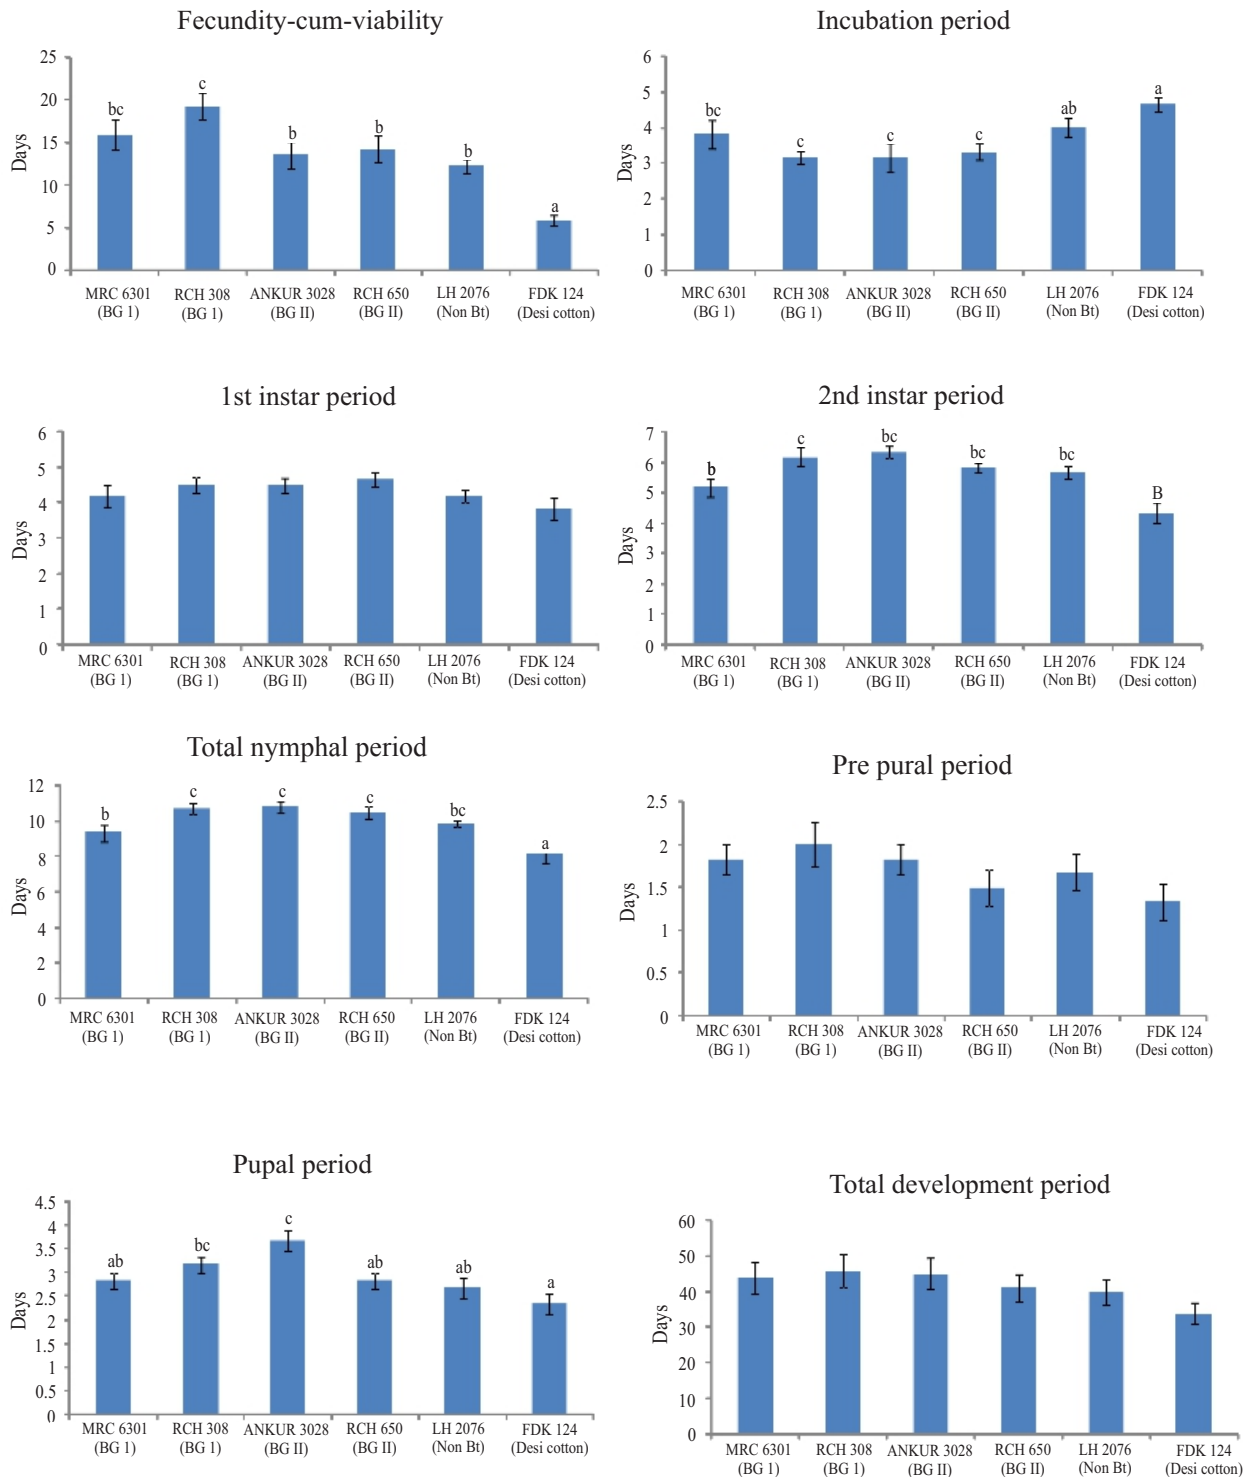 Fecundity-cum-viability
25
20
15
10
5
0
Days
bc
c
b
b
b
a
MRC 6301
(BG 1)
RCH 308
(BG 1)
ANKUR 3028
(BG II)
RCH 650
(BG II)
LH 2076
(Non Bt)
FDK 124
(Desi cotton)
Incubation period
6
5
4
3
2
1
0
Days
bc
c
c
c
ab
a
MRC 6301
(BG 1)
RCH 308
(BG 1)
ANKUR 3028
(BG II)
RCH 650
(BG II)
LH 2076
(Non Bt)
FDK 124
(Desi cotton)
1st instar period
6
5
4
3
2
1
0
Days
MRC 6301
(BG 1)
RCH 308
(BG 1)
ANKUR 3028
(BG II)
RCH 650
(BG II)
LH 2076
(Non Bt)
FDK 124
(Desi cotton)
2nd instar period
7
6
5
4
3
2
1
0
Days
b
c
bc
bc
bc
B
MRC 6301
(BG 1)
RCH 308
(BG 1)
ANKUR 3028
(BG II)
RCH 650
(BG II)
LH 2076
(Non Bt)
FDK 124
(Desi cotton)
Total nymphal period
12
10
8
6
4
2
0
Days
b
c
c
c
bc
a
MRC 6301
(BG 1)
RCH 308
(BG 1)
ANKUR 3028
(BG II)
RCH 650
(BG II)
LH 2076
(Non Bt)
FDK 124
(Desi cotton)
Pre pural period
2.5
2
1.5
1
0.5
0
Days
MRC 6301
(BG 1)
RCH 308
(BG 1)
ANKUR 3028
(BG II)
RCH 650
(BG II)
LH 2076
(Non Bt)
FDK 124
(Desi cotton)
Pupal period
4.5
4
3.5
3
2.5
2
1.5
1
0.5
0
Days
ab
bc
c
ab
ab
a
MRC 6301
(BG 1)
RCH 308
(BG 1)
ANKUR 3028
(BG II)
RCH 650
(BG II)
LH 2076
(Non Bt)
FDK 124
(Desi cotton)
Total development period
60
50
40
30
20
10
0
Days
MRC 6301
(BG 1)
RCH 308
(BG 1)
ANKUR 3028
(BG II)
RCH 650
(BG II)
LH 2076
(Non Bt)
FDK 124
(Desi cotton)